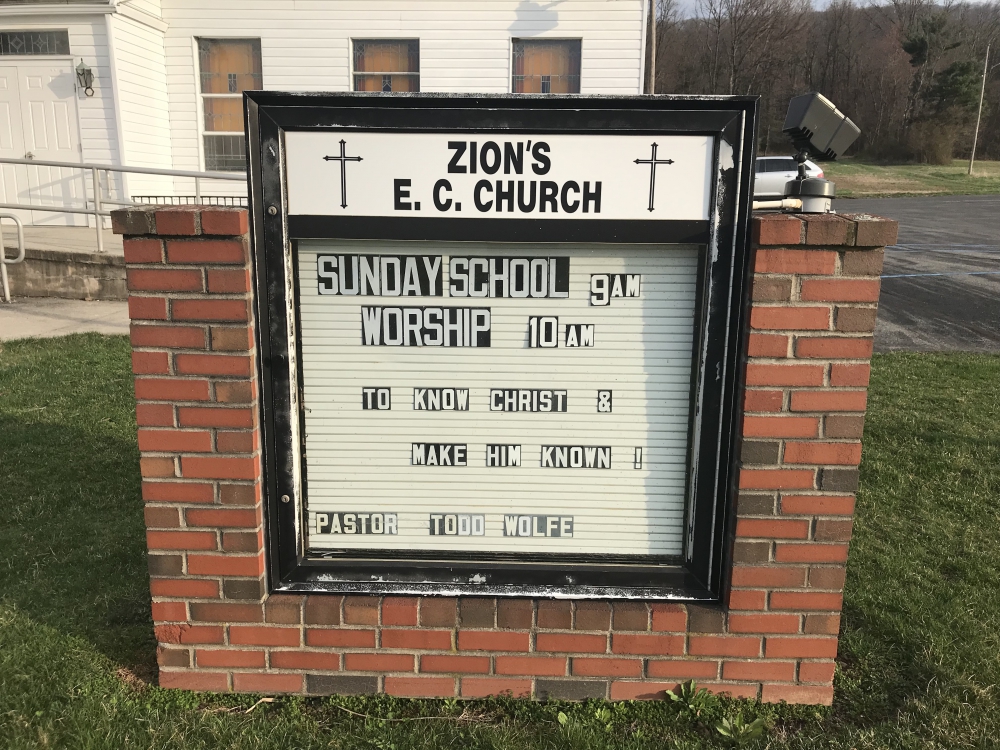 ZION'S
E. C. CHURCH
SUNDAY SCHOOL 9AM
WORSHIP 10 AM
TO KNOW CHRIST &
MAKE HIM KNOWN !
PASTOR TODD WOLFE